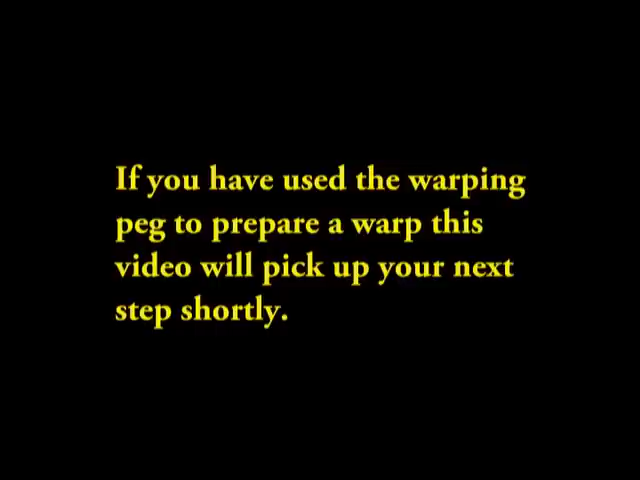 If you have used the warping
peg to prepare a warp this
video will pick up your next
step shortly.